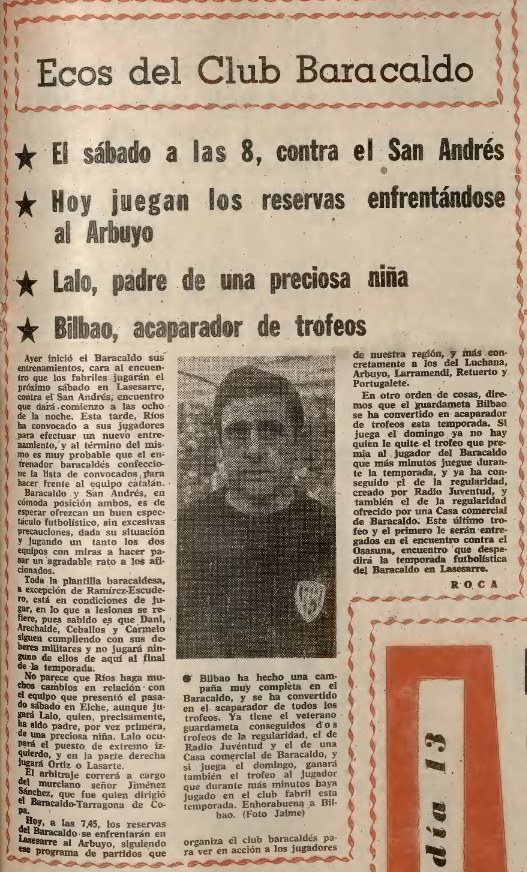 Ecos del Club Baracaldo
★ El sábado a las 8, contra el San Andrés
★ Hoy juegan los reservas enfrentándose
al Arbuyo
★ Lalo, padre de una preciosa niña
★ Bilbao, acaparador de trofeos
Ayer inició el Baracaldo sus
entrenamientos, cara al encuen-
tro que los fabriles jugarán el
próximo sábado en Lasesarre,
contra el San Andrés, encuentro
que dará comienzo a las ocho
de la noche. Esta tarde, Ríos
ha convocado a sus jugadores
para efectuar un nuevo entre-
namiento, y al término del mis-
mo es muy probable que el en-
trenador baracaldés confeccio-
ne la lista de convocados para
hacer frente al equipo catalán.
Baracaldo y San Andrés, en
cómoda posición ambos, es de
esperar ofrezcan un buen espec-
táculo futbolístico, sin excesivas
precauciones, dada su situación
y jugando un tanto los dos
equipos con miras a hacer pa-
sar un agradable rato a los afi-
cionados.
Toda la plantilla baracaldesa,
a excepción de Ramírez-Escude-
ro, está en condiciones de ju-
gar, en lo que a lesiones se re-
fiere, pues sabido es que Dani,
Arechalde, Ceballos y Carmelo
siguen cumpliendo con sus de-
beres militares y no jugará nin-
guno de ellos de aquí al final
de la temporada.
No parece que Ríos haga mu-
chos cambios en relación con
el equipo que presentó el pasa-
do sábado en Elche, aunque ju-
gará Lalo, quien, precisamente,
ha sido padre, por vez primera,
de una preciosa niña. Lalo ocu-
pará el puesto de extremo iz-
quierdo, y en la parte derecha
jugará Ortiz o Lasarte.
El arbitraje correrá a cargo
del murciano señor Jiménez
Sánchez, que fue quien dirigió
el Baracaldo-Tarragona de Co-
pa.
Hoy, a las 7,45, los reservas
del Baracaldo se enfrentarán en
Lasesarre al Arbuyo, siguiendo
ese programa de partidos que
● Bilbao ha hecho una cam-
paña muy completa en el
Baracaldo, y se ha convertido
en el acaparador de todos los
trofeos. Ya tiene el veterano
guardameta conseguidos dos
trofeos de la regularidad, el de
Radio Juventud y el de una
Casa comercial de Baracaldo, y
si juega el domingo, ganará
también el trofeo al jugador
que durante más minutos haya
jugado en el club fabril esta
temporada. Enhorabuena a Bil-
bao. (Foto Jaime)
organiza el club baracaldés pa-
ra ver en acción a los jugadores
de nuestra región, y más con-
cretamente a los del Luchana,
Arbuyo, Larramendi, Retuerto y
Portugalete.
En otro orden de cosas, dire-
mos que el guardameta Bilbao
se ha convertido en acaparador
de trofeos esta temporada. Si
juega el domingo ya no hay
quien le quite el trofeo que pre-
mia al jugador del Baracaldo
que más minutos juegue duran-
te la temporada, y ya ha con-
seguido el de la regularidad,
creado por Radio Juventud, y
también el de la regularidad
ofrecido por una Casa comercial
de Baracaldo. Este último tro-
feo y el primero le serán entre-
gados en el encuentro contra el
Osasuna, encuentro que despe-
dirá la temporada futbolística
del Baracaldo en Lasesarre.
ROCA
día 13